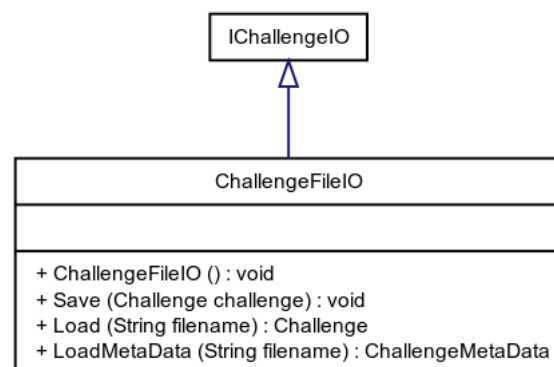 IChallengeIO
ChallengeFileIO
+ ChallengeFileIO () : void
+ Save (Challenge challenge) : void
+ Load (String filename) : Challenge
+ LoadMetaData (String filename) : ChallengeMetaData